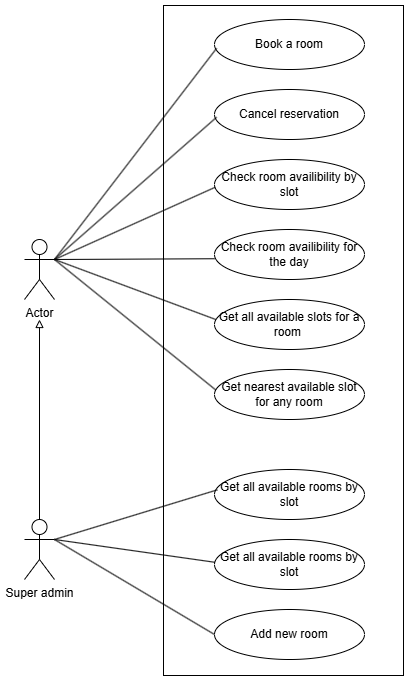 Book a room
Cancel reservation
Check room availibility by
slot
Check room availibility for
the day
Actor
Get all available slots for a
room
Get nearest available slot
for any room
Get all available rooms by
slot
Get all available rooms by
slot
Super admin
Add new room